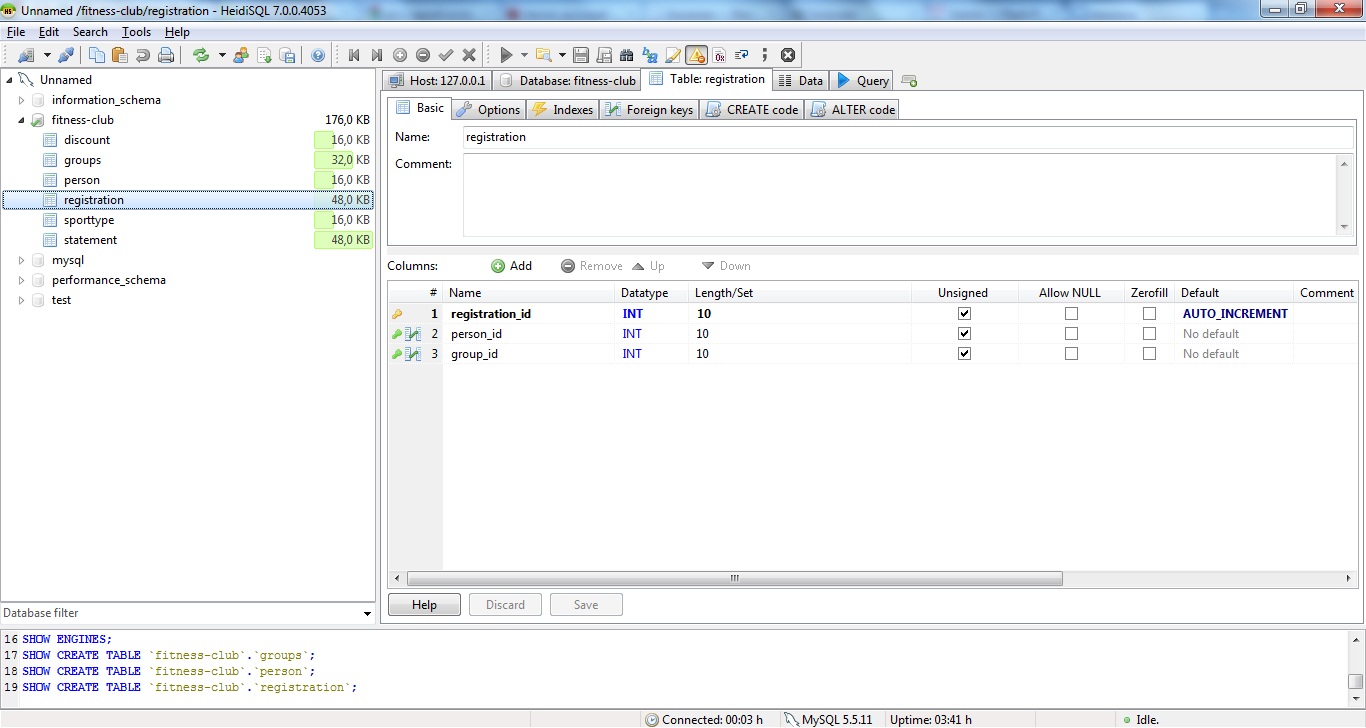 Unnamed /fitness-club/registration - HeidiSQL 7.0.0.4053
File Edit Search Tools Help
Unnamed
information_schema
fitness-club 176,0 KB
discount 16,0 KB
groups 32,0 KB
person 16,0 KB
registration 48,0 KB
sporttype 16,0 KB
statement 48,0 KB
mysql
performance_schema
test
Database filter
Host: 127.0.0.1 Database: fitness-club Table: registration Data Query
Basic Options Indexes Foreign keys CREATE code ALTER code
Name: registration
Comment:
Columns: Add Remove Up Down
# Name Datatype Length/Set Unsigned Allow NULL Zerofill Default Comment
1 registration_id INT 10 AUTO_INCREMENT
2 person_id INT 10 No default
3 group_id INT 10 No default
Help Discard Save
16 SHOW ENGINES;
17 SHOW CREATE TABLE `fitness-club`.`groups`;
18 SHOW CREATE TABLE `fitness-club`.`person`;
19 SHOW CREATE TABLE `fitness-club`.`registration`;
Connected: 00:03 h MySQL 5.5.11 Uptime: 03:41 h Idle.